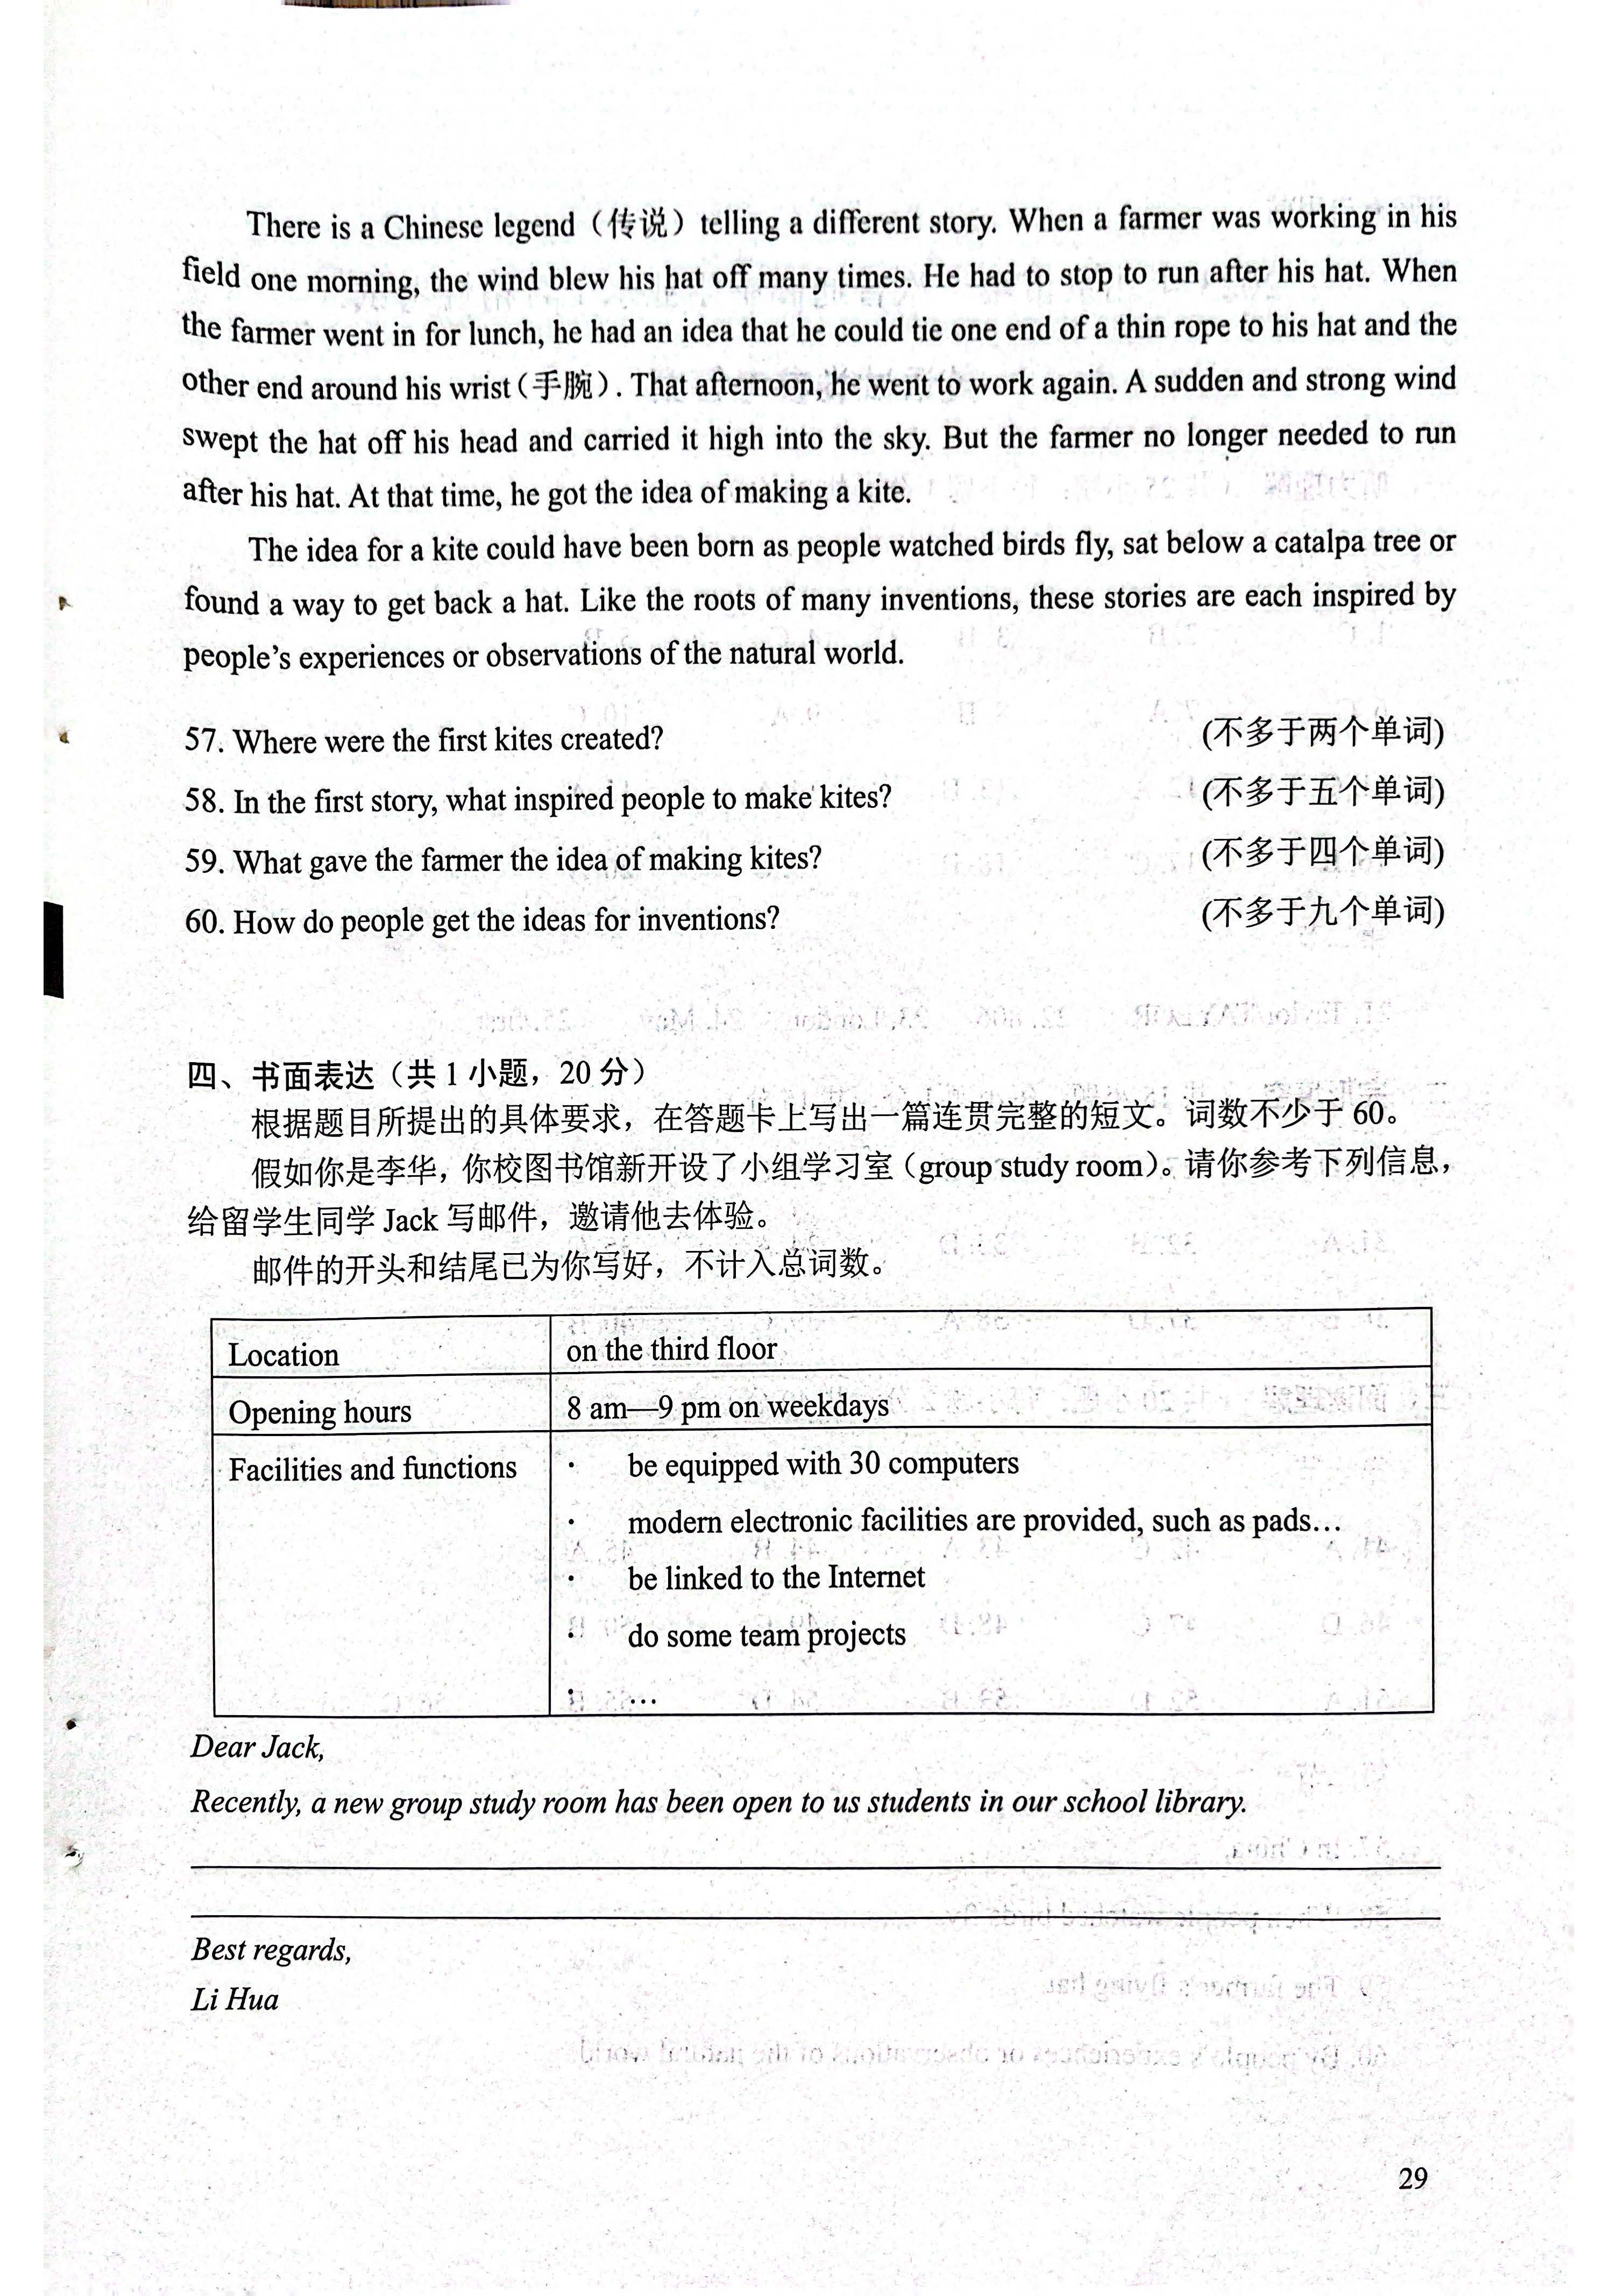 There is a Chinese legend（传说）telling a different story. When a farmer was working in his
field one morning, the wind blew his hat off many times. He had to stop to run after his hat. When
the farmer went in for lunch, he had an idea that he could tie one end of a thin rope to his hat and the
other end around his wrist（手腕）. That afternoon, he went to work again. A sudden and strong wind
swept the hat off his head and carried it high into the sky. But the farmer no longer needed to run
after his hat. At that time, he got the idea of making a kite.
The idea for a kite could have been born as people watched birds fly, sat below a catalpa tree or
found a way to get back a hat. Like the roots of many inventions, these stories are each inspired by
people's experiences or observations of the natural world.
57. Where were the first kites created? (不多于两个单词)
58. In the first story, what inspired people to make kites? (不多于五个单词)
59. What gave the farmer the idea of making kites? (不多于四个单词)
60. How do people get the ideas for inventions? (不多于九个单词)
四、书面表达（共1小题，20分）
根据题目所提出的具体要求，在答题卡上写出一篇连贯完整的短文。词数不少于60。
假如你是李华，你校图书馆新开设了小组学习室（group study room）。请你参考下列信息，
给留学生同学Jack写邮件，邀请他去体验。
邮件的开头和结尾已为你写好，不计入总词数。
Location on the third floor
Opening hours 8 am—9 pm on weekdays
Facilities and functions · be equipped with 30 computers
· modern electronic facilities are provided, such as pads…
· be linked to the Internet
· do some team projects
· …
Dear Jack,
Recently, a new group study room has been open to us students in our school library.
Best regards,
Li Hua
29